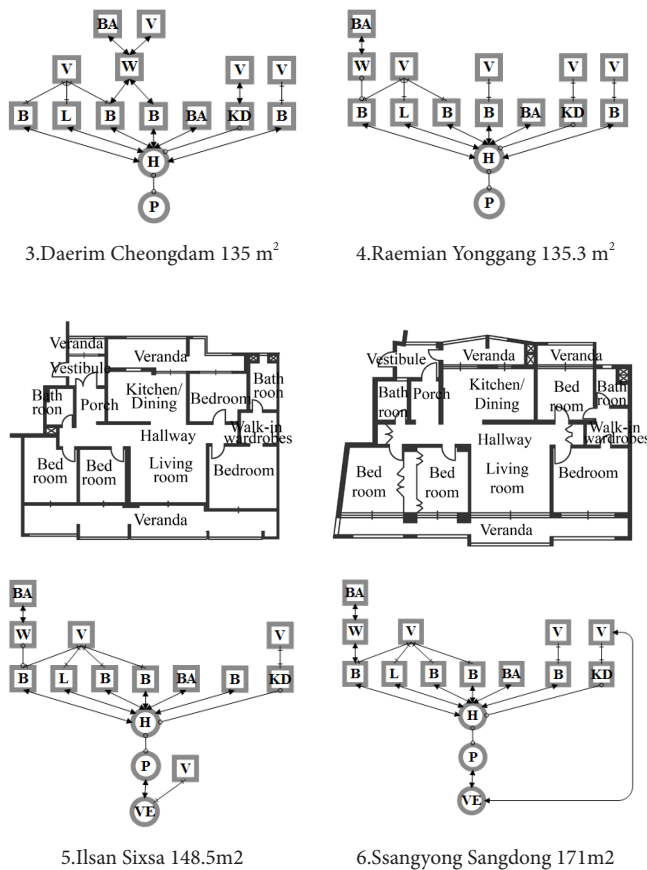 BA V BA
V W V V W V V V V
B L B B BA KD B B L B B BA KD B
H H
P P
3.Daerim Cheongdam 135 m²
4.Raemian Yonggang 135.3 m²
Veranda
Veranda
Vestibule
Bath
roon
Porch
Kitchen/
Dining
Bedroom
Bath
roon
Hallway
Walk-in
wardrobes
Bed
room
Bed
room
Living
room
Bedroom
Veranda
Vestibule
Veranda
Veranda
Bath
room
Porch
Kitchen/
Dining
Bed
room
Bath
roon
Hallway
Walk-in
wardrobes
Bed
room
Bed
room
Living
room
Bedroom
Veranda
BA BA
W V V W V V V
B L B B BA B KD B L B B BA B KD
H H
P V P
VE VE
5.Ilsan Sixsa 148.5m2
6.Ssangyong Sangdong 171m2